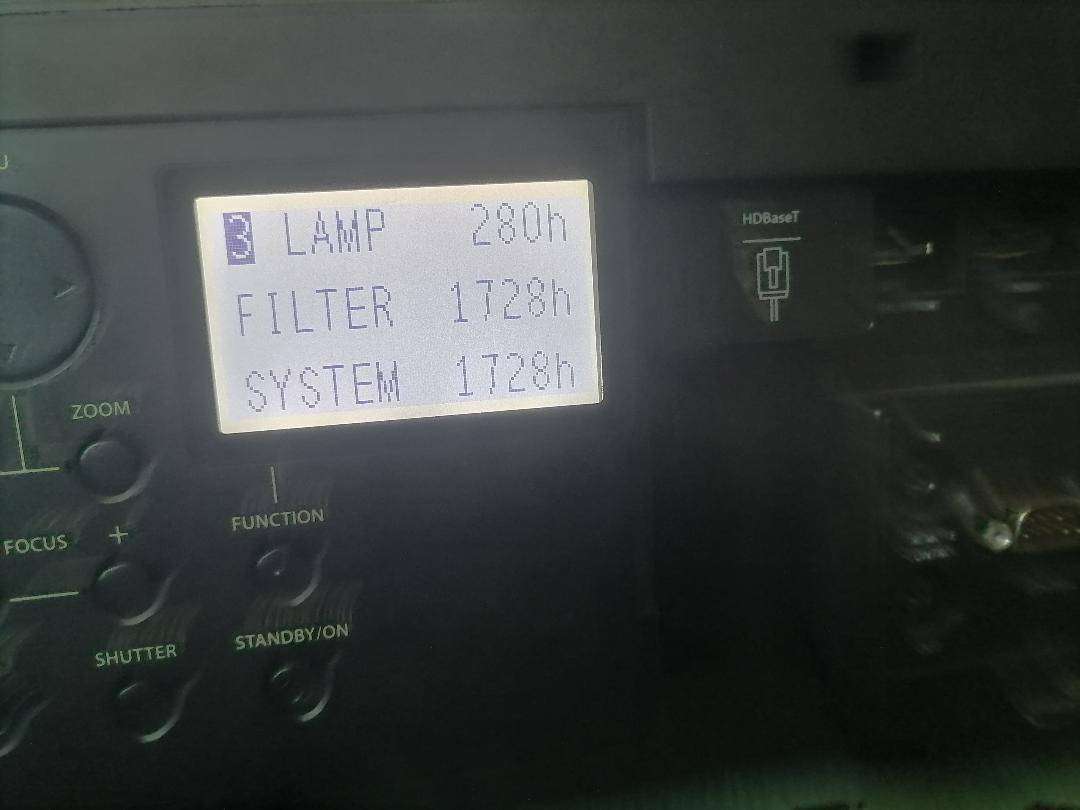 3 LAMP 280h
FILTER 1728h
SYSTEM 1728h
HDBaseT
ZOOM
FUNCTION
FOCUS +
STANDBY/ON
SHUTTER